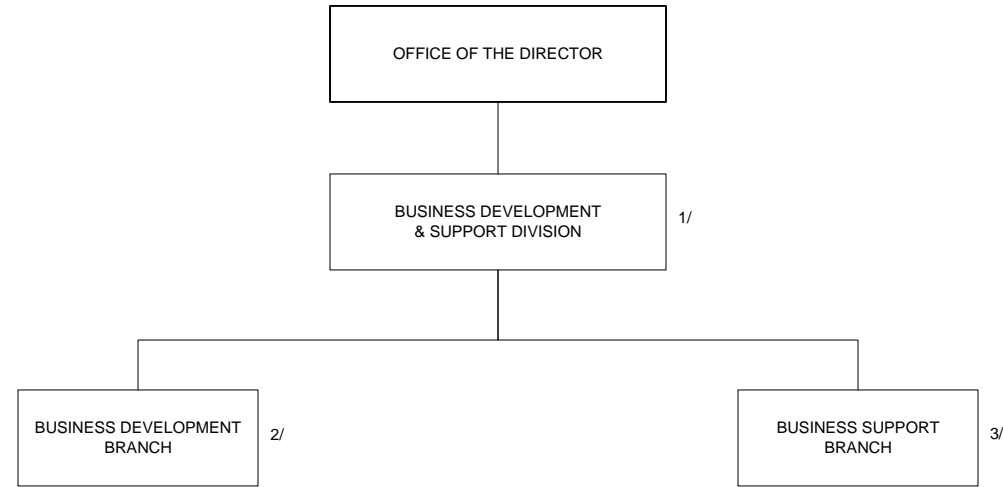 OFFICE OF THE DIRECTOR
BUSINESS DEVELOPMENT
& SUPPORT DIVISION
1/
BUSINESS DEVELOPMENT
BRANCH
2/
BUSINESS SUPPORT
BRANCH
3/